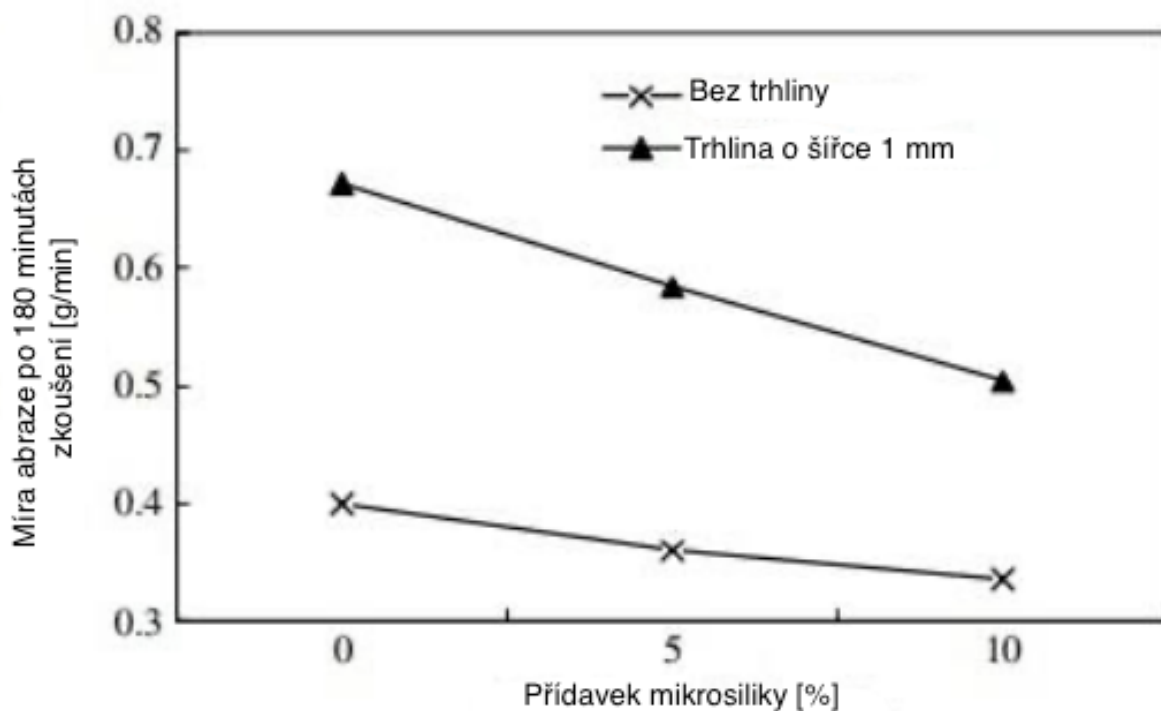 Míra abraze po 180 minutách
zkoušení [g/min]
0.8
0.7
0.6
0.5
0.4
0.3
Bez trhliny
Trhlina o šířce 1 mm
0 5 10
Přídavek mikrosiliky [%]